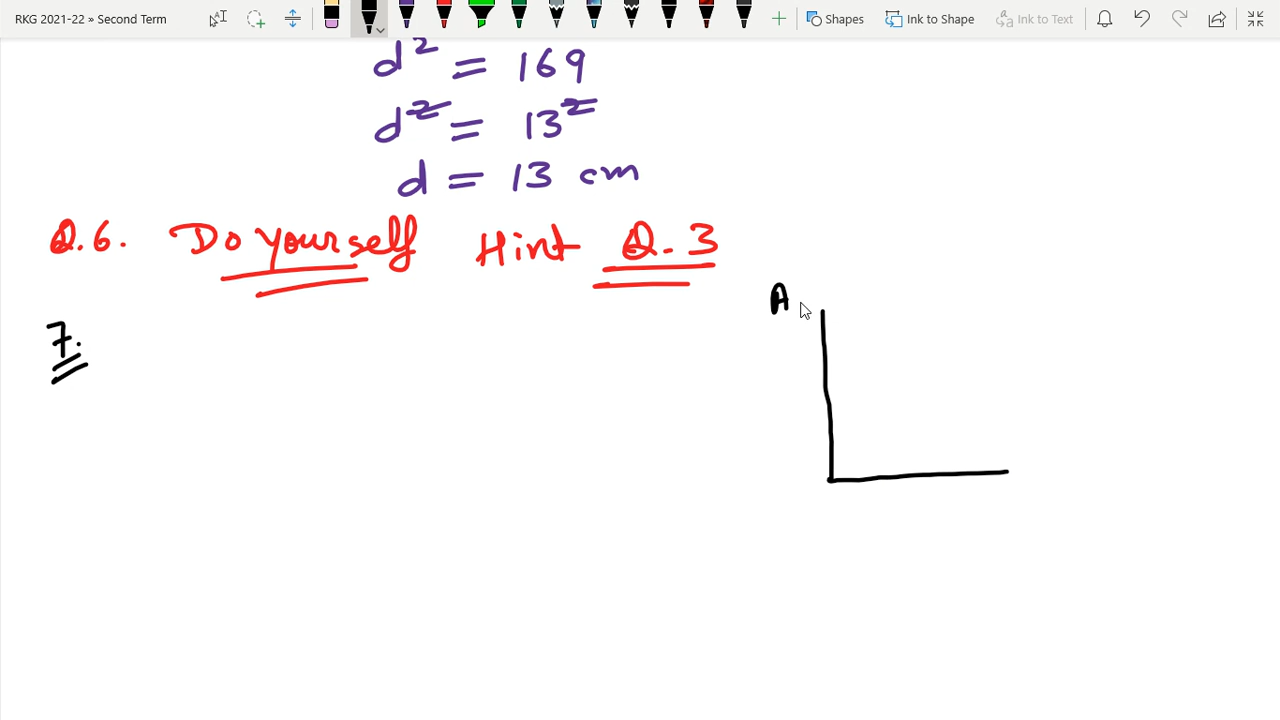 RKG 2021-22 » Second Term Shapes Ink to Shape Ink to Text
d² = 169
d² = 13²
d = 13 cm
Q.6. Do yourself Hint Q.3
A
7.